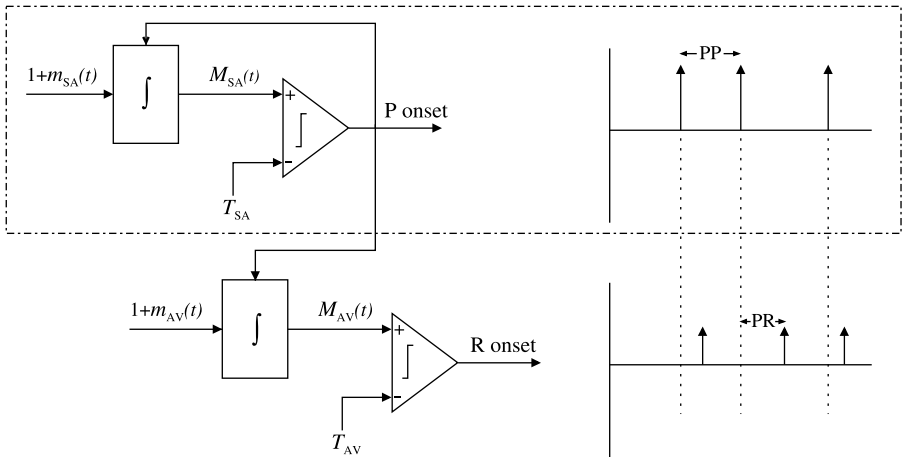 PP
1+m_SA(t)
∫
M_SA(t)
+
P onset
−
T_SA
1+m_AV(t)
∫
M_AV(t)
+
R onset
PR
−
T_AV